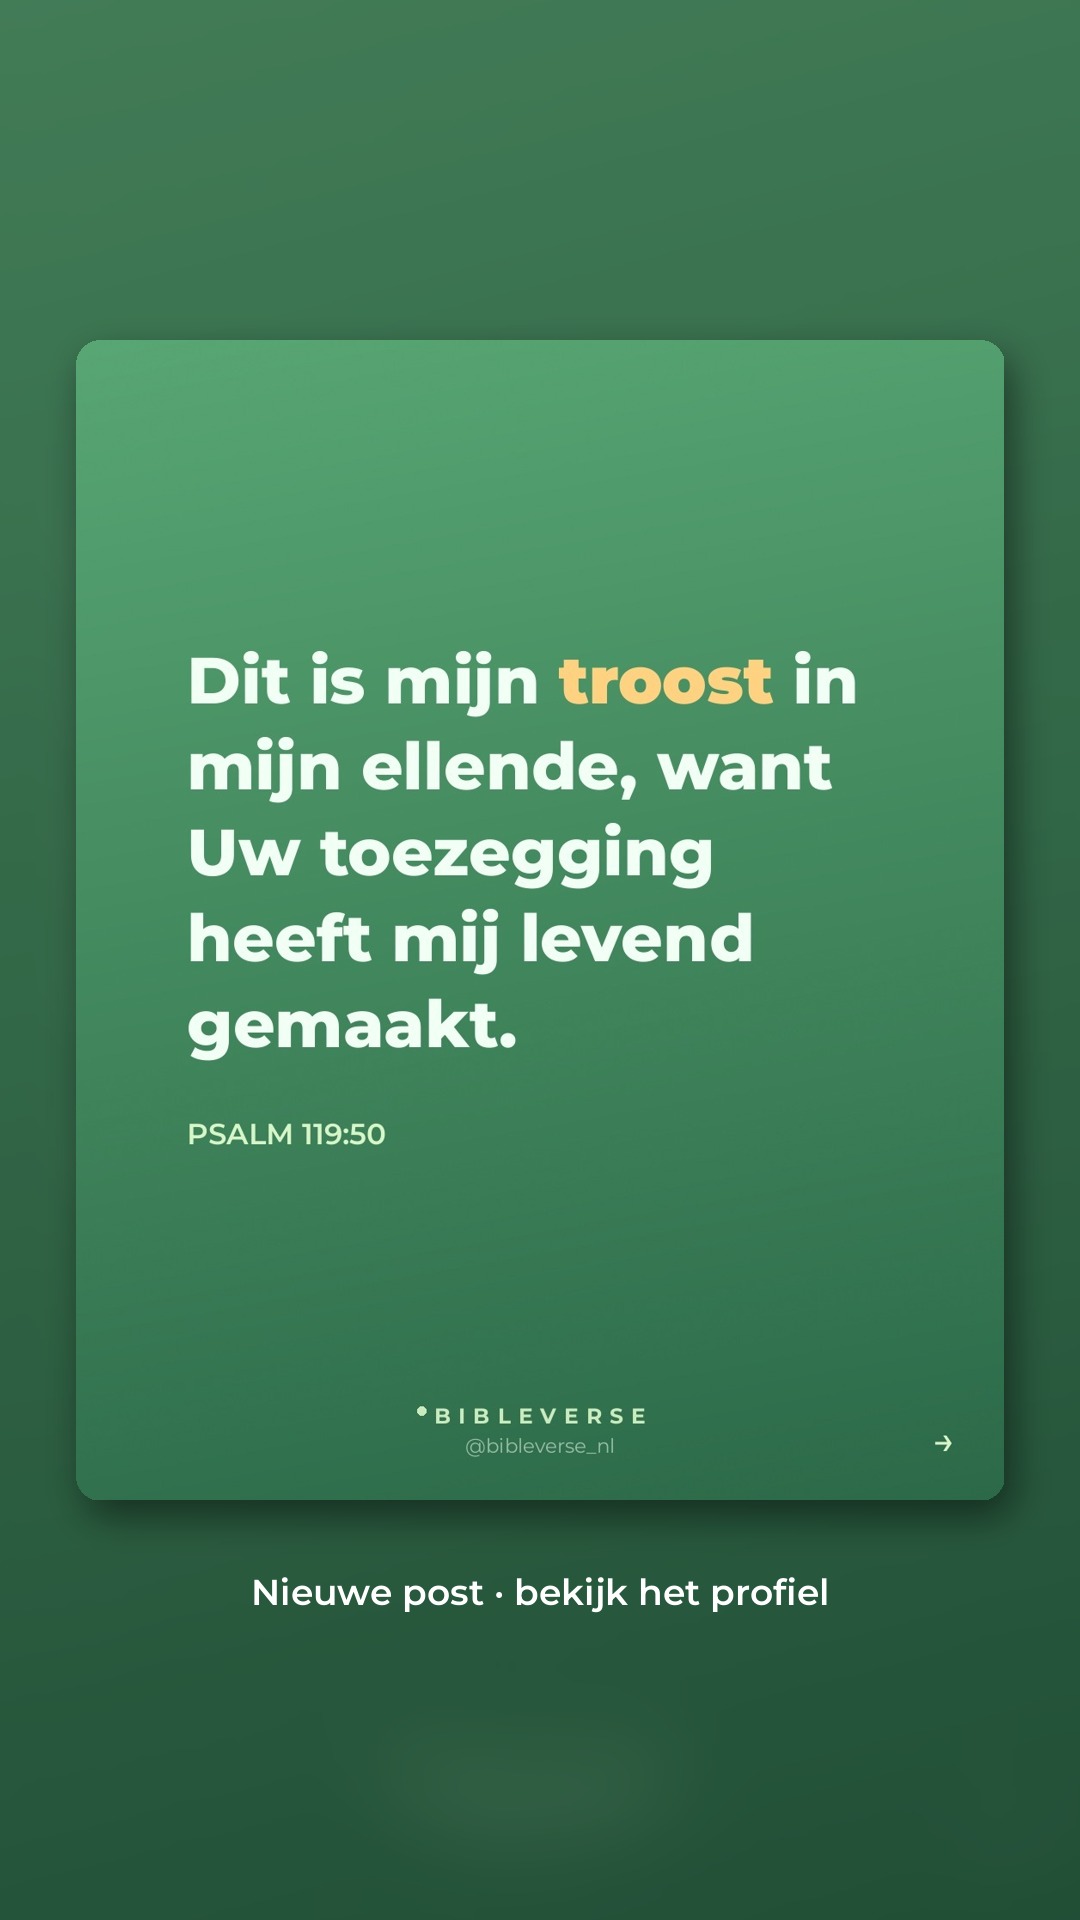 Dit is mijn troost in
mijn ellende, want
Uw toezegging
heeft mij levend
gemaakt.
PSALM 119:50
BIBLEVERSE
@bibleverse_nl
→
Nieuwe post · bekijk het profiel